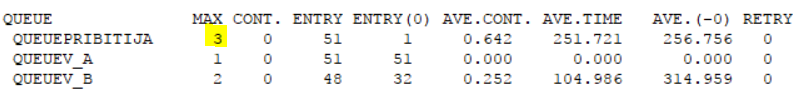 QUEUE MAX CONT. ENTRY ENTRY(0) AVE.CONT. AVE.TIME AVE.(-0) RETRY
QUEUEPRIBITIJA 3 0 51 1 0.642 251.721 256.756 0
QUEUEV_A 1 0 51 51 0.000 0.000 0.000 0
QUEUEV_B 2 0 48 32 0.252 104.986 314.959 0